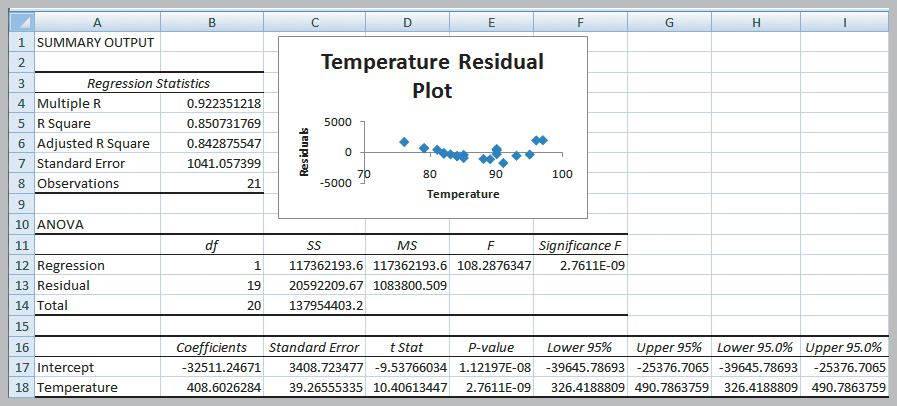 A B C D E F G H I
1 SUMMARY OUTPUT
2
3 Regression Statistics
4 Multiple R 0.922351218
5 R Square 0.850731769
6 Adjusted R Square 0.842875547
7 Standard Error 1041.057399
8 Observations 21
9
Temperature Residual
Plot
Residuals
5000
0
-5000
70 80 90 100
Temperature
10 ANOVA
11 df SS MS F Significance F
12 Regression 1 117362193.6 117362193.6 108.2876347 2.7611E-09
13 Residual 19 20592209.67 1083800.509
14 Total 20 137954403.2
15
16 Coefficients Standard Error t Stat P-value Lower 95% Upper 95% Lower 95.0% Upper 95.0%
17 Intercept -32511.24671 3408.723477 -9.53766034 1.12197E-08 -39645.78693 -25376.7065 -39645.78693 -25376.7065
18 Temperature 408.6026284 39.26555335 10.40613447 2.7611E-09 326.4188809 490.7863759 326.4188809 490.7863759